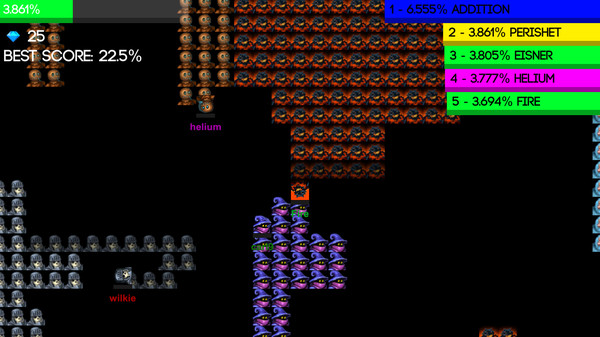 3.861%
25
BEST SCORE: 22.5%
1 - 6.555% ADDITION
2 - 3.861% PERISHET
3 - 3.805% EISNER
4 - 3.777% HELIUM
5 - 3.694% FIRE
helium
wilkie